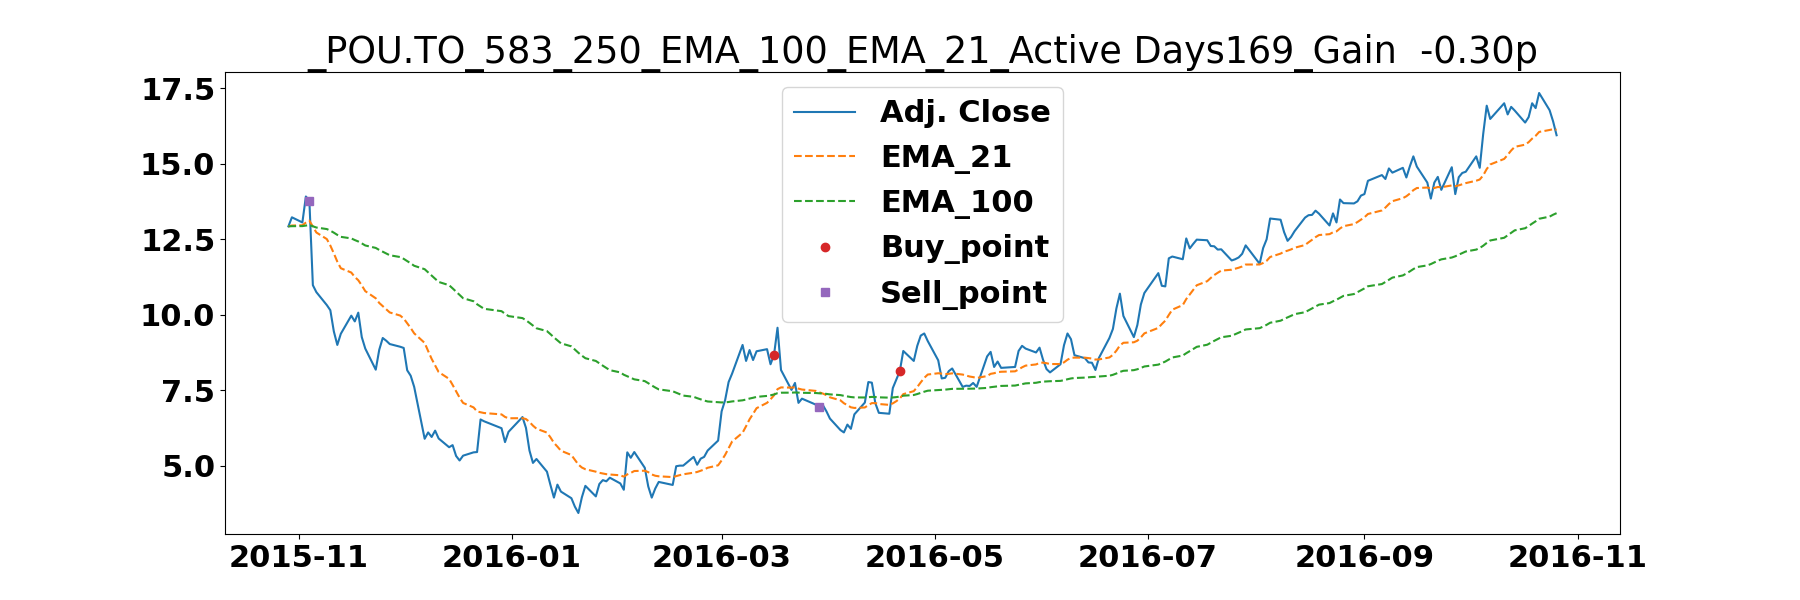 _POU.TO_583_250_EMA_100_EMA_21_Active Days169_Gain  -0.30p
17.5
15.0
12.5
10.0
7.5
5.0
Adj. Close
EMA_21
EMA_100
Buy_point
Sell_point
2015-11 2016-01 2016-03 2016-05 2016-07 2016-09 2016-11